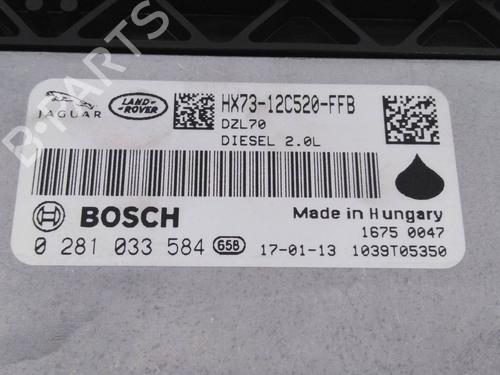 JAGUAR
LAND-
ROVER
HX73-12C520-FFB
DZL70
DIESEL 2.0L
BOSCH
Made in Hungary
1675 0047
0 281 033 584 65B 17-01-13 1039T05350
B-PARTS